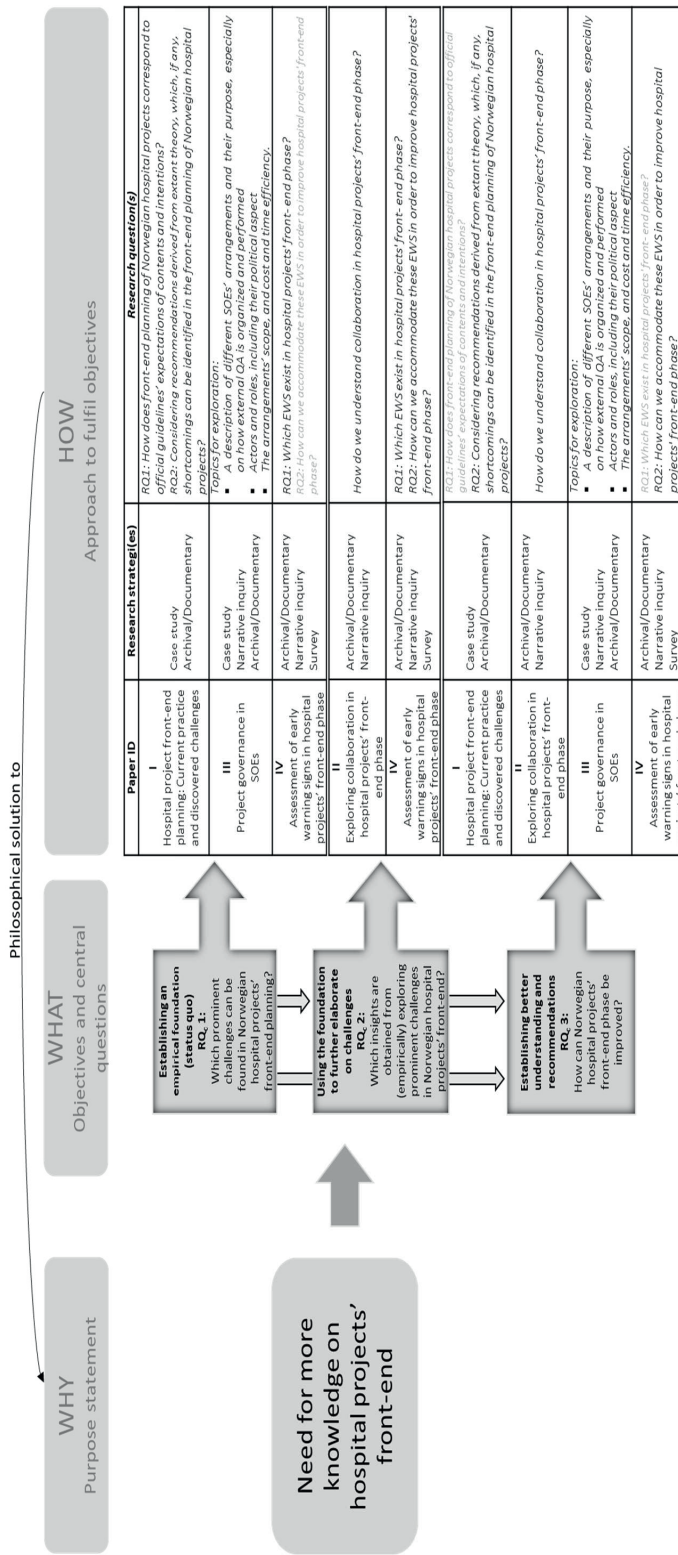 Philosophical solution to
WHY
Purpose statement
WHAT
Objectives and central
questions
HOW
Approach to fulfil objectives
Need for more
knowledge on
hospital projects'
front-end
Establishing an
empirical foundation
(status quo)
RQc 1:
Which prominent
challenges can be
found in Norwegian
hospital projects'
front-end planning?
Using the foundation
to further elaborate
on challenges
RQc 2:
Which insights are
obtained from
(empirically) exploring
prominent challenges
in Norwegian hospital
projects' front-end?
Establishing better
understanding and
recommendations
RQc 3:
How can Norwegian
hospital projects'
front-end phase be
improved?
Paper ID
Research strategi(es)
Research question(s)
I
Hospital project front-end
planning: Current practice
and discovered challenges
Case study
Archival/Documentary
RQ1: How does front-end planning of Norwegian hospital projects correspond to
official guidelines' expectations of contents and intentions?
RQ2: Considering recommendations derived from extant theory, which, if any,
shortcomings can be identified in the front-end planning of Norwegian hospital
projects?
III
Project governance in
SOEs
Case study
Narrative inquiry
Archival/Documentary
Topics for exploration:
▪ A description of different SOEs' arrangements and their purpose, especially
on how external QA is organized and performed
▪ Actors and roles, including their political aspect
▪ The arrangements' scope, and cost and time efficiency.
IV
Assessment of early
warning signs in hospital
projects' front-end phase
Archival/Documentary
Narrative inquiry
Survey
RQ1: Which EWS exist in hospital projects' front- end phase?
RQ2: How can we accommodate these EWS in order to improve hospital projects' front-end
phase?
II
Exploring collaboration in
hospital projects' front-
end phase
Archival/Documentary
Narrative inquiry
How do we understand collaboration in hospital projects' front-end phase?
IV
Assessment of early
warning signs in hospital
projects' front-end phase
Archival/Documentary
Narrative inquiry
Survey
RQ1: Which EWS exist in hospital projects' front- end phase?
RQ2: How can we accommodate these EWS in order to improve hospital projects'
front-end phase?
I
Hospital project front-end
planning: Current practice
and discovered challenges
Case study
Archival/Documentary
RQ1: How does front-end planning of Norwegian hospital projects correspond to official
guidelines' expectations of contents and intentions?
RQ2: Considering recommendations derived from extant theory, which, if any,
shortcomings can be identified in the front-end planning of Norwegian hospital
projects?
II
Exploring collaboration in
hospital projects' front-
end phase
Archival/Documentary
Narrative inquiry
How do we understand collaboration in hospital projects' front-end phase?
III
Project governance in
SOEs
Case study
Narrative inquiry
Archival/Documentary
Topics for exploration:
▪ A description of different SOEs' arrangements and their purpose, especially
on how external QA is organized and performed
▪ Actors and roles, including their political aspect
▪ The arrangements' scope, and cost and time efficiency.
IV
Assessment of early
warning signs in hospital
Archival/Documentary
Narrative inquiry
Survey
RQ1: Which EWS exist in hospital projects' front- end phase?
RQ2: How can we accommodate these EWS in order to improve hospital
projects' front-end phase?